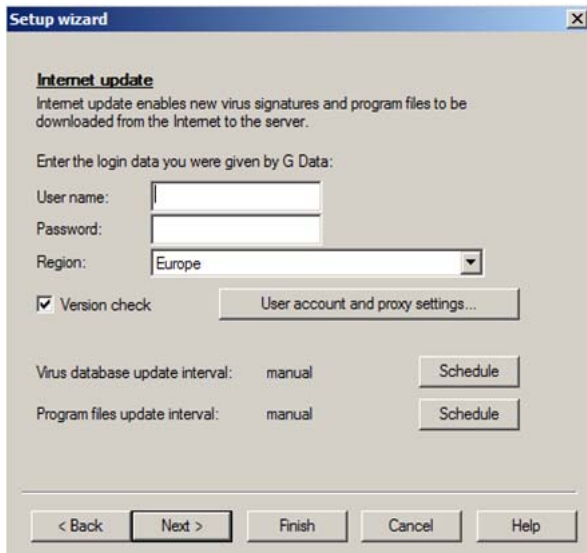 Setup wizard
Internet update
Internet update enables new virus signatures and program files to be
downloaded from the Internet to the server.
Enter the login data you were given by G Data:
User name:
Password:
Region: Europe
Version check User account and proxy settings...
Virus database update interval: manual Schedule
Program files update interval: manual Schedule
< Back Next > Finish Cancel Help